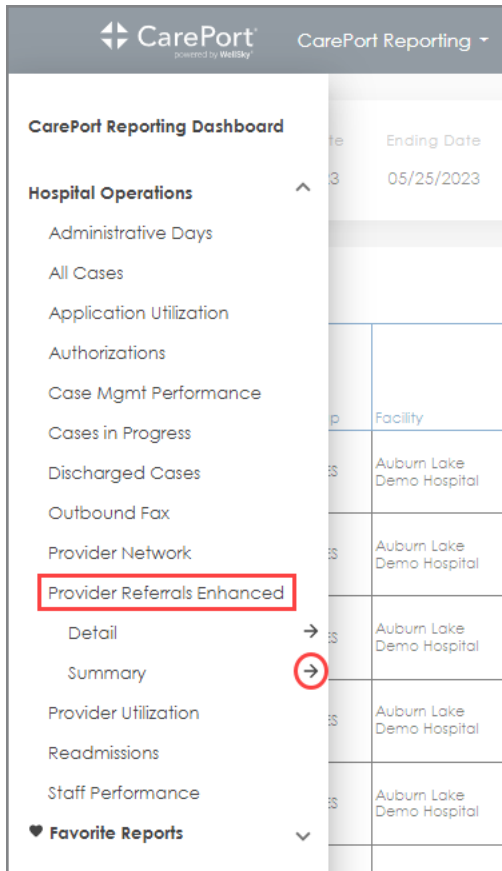 CarePort
powered by WellSky
CarePort Reporting
CarePort Reporting Dashboard
Ending Date
05/25/2023
Hospital Operations
Administrative Days
All Cases
Application Utilization
Authorizations
Case Mgmt Performance
Cases in Progress
Discharged Cases
Outbound Fax
Provider Network
Provider Referrals Enhanced
Detail
Summary
Provider Utilization
Readmissions
Staff Performance
Favorite Reports
Facility
Auburn Lake
Demo Hospital
Auburn Lake
Demo Hospital
Auburn Lake
Demo Hospital
Auburn Lake
Demo Hospital
Auburn Lake
Demo Hospital